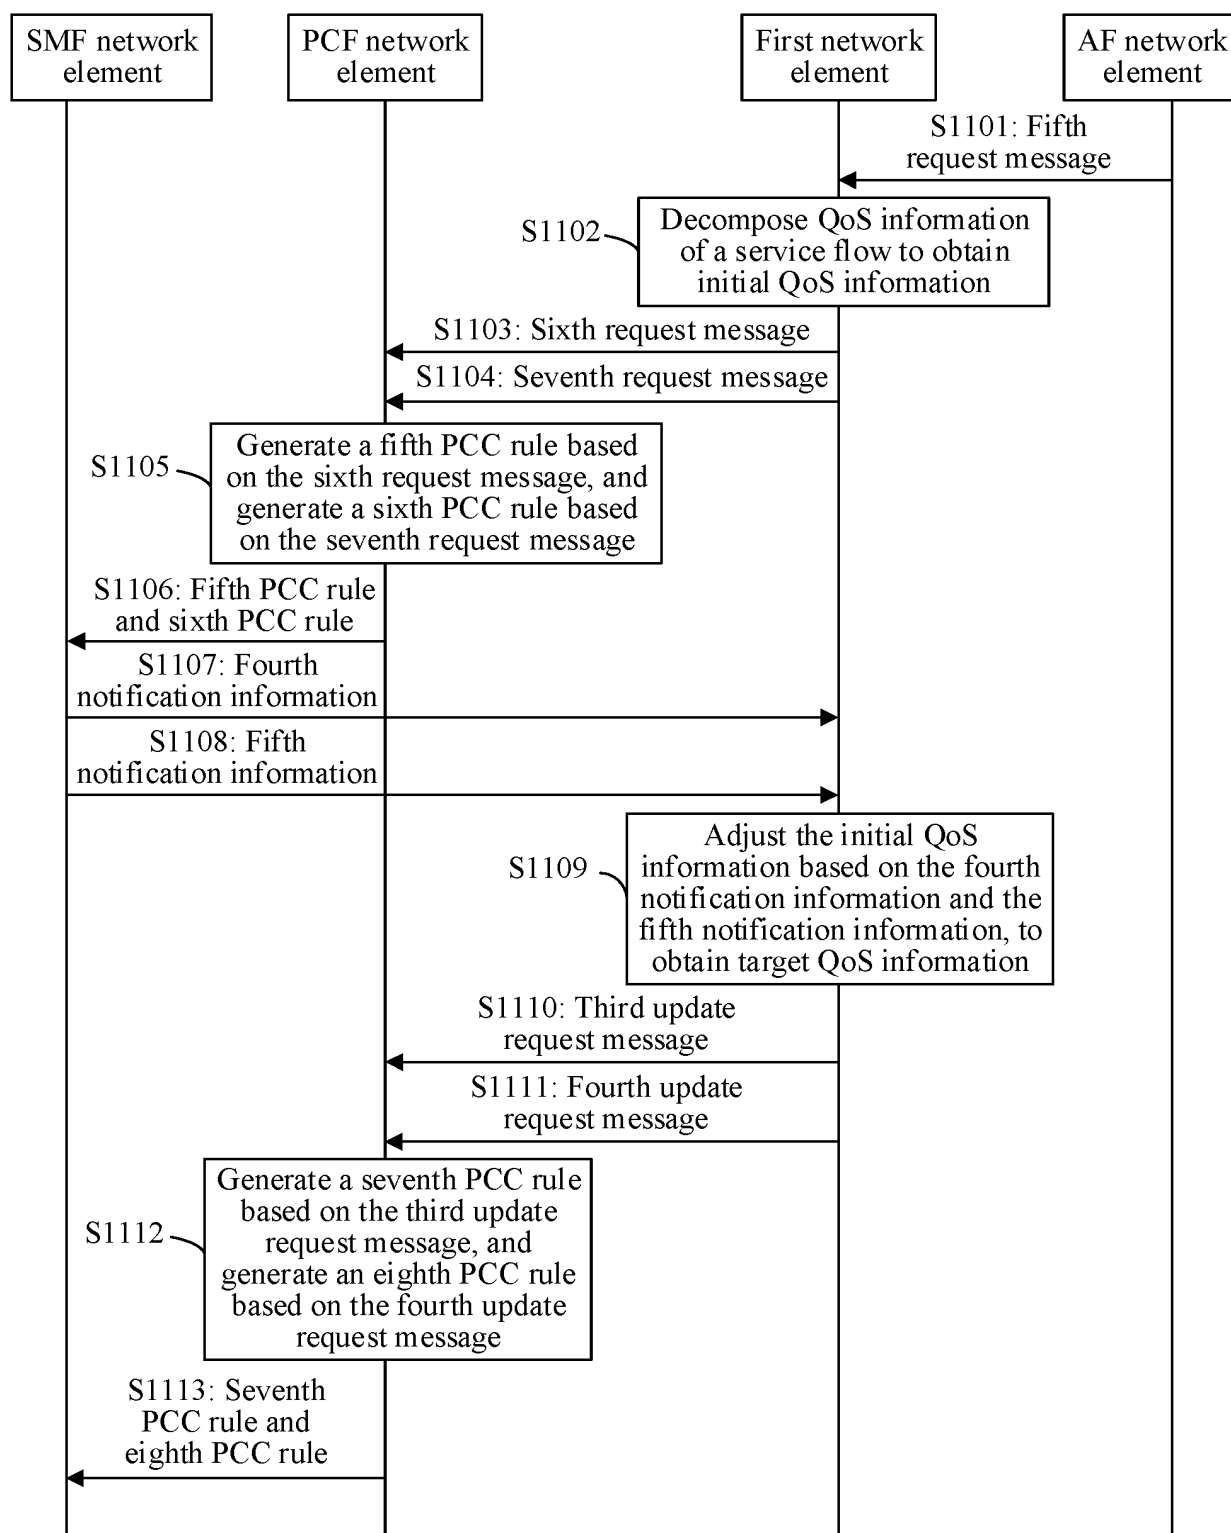 SMF network
element
PCF network
element
First network
element
AF network
element
S1101: Fifth
request message
S1102
Decompose QoS information
of a service flow to obtain
initial QoS information
S1103: Sixth request message
S1104: Seventh request message
S1105
Generate a fifth PCC rule based
on the sixth request message, and
generate a sixth PCC rule based
on the seventh request message
S1106: Fifth PCC rule
and sixth PCC rule
S1107: Fourth
notification information
S1108: Fifth
notification information
S1109
Adjust the initial QoS
information based on the fourth
notification information and the
fifth notification information, to
obtain target QoS information
S1110: Third update
request message
S1111: Fourth update
request message
S1112
Generate a seventh PCC rule
based on the third update
request message, and
generate an eighth PCC rule
based on the fourth update
request message
S1113: Seventh
PCC rule and
eighth PCC rule